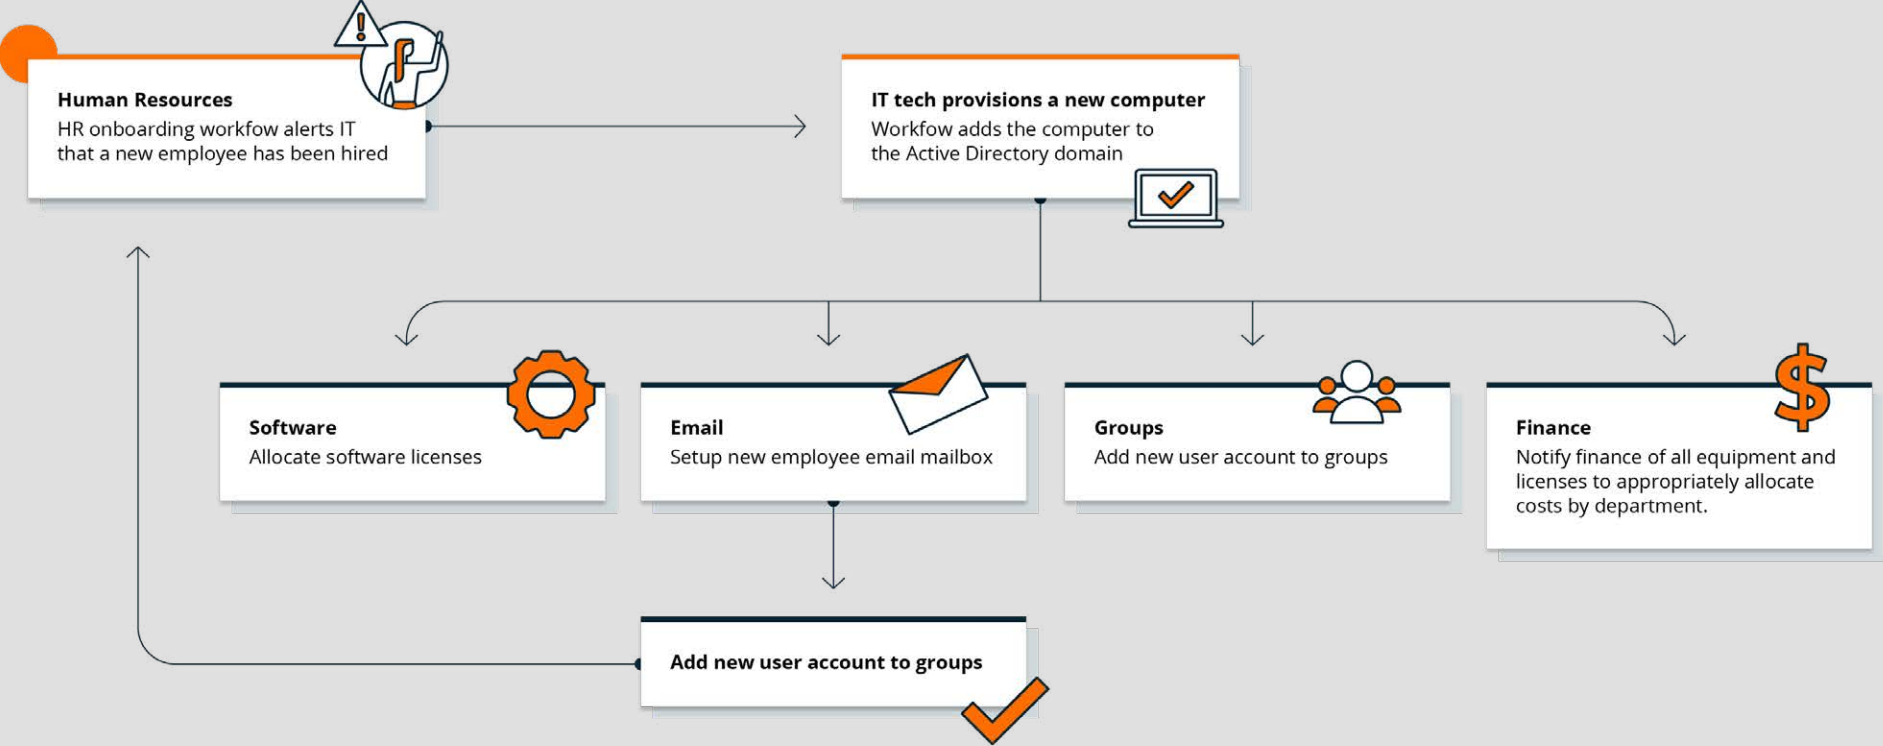 Human Resources
HR onboarding workfow alerts IT
that a new employee has been hired
IT tech provisions a new computer
Workfow adds the computer to
the Active Directory domain
Software
Allocate software licenses
Email
Setup new employee email mailbox
Groups
Add new user account to groups
Finance
Notify finance of all equipment and
licenses to appropriately allocate
costs by department.
Add new user account to groups